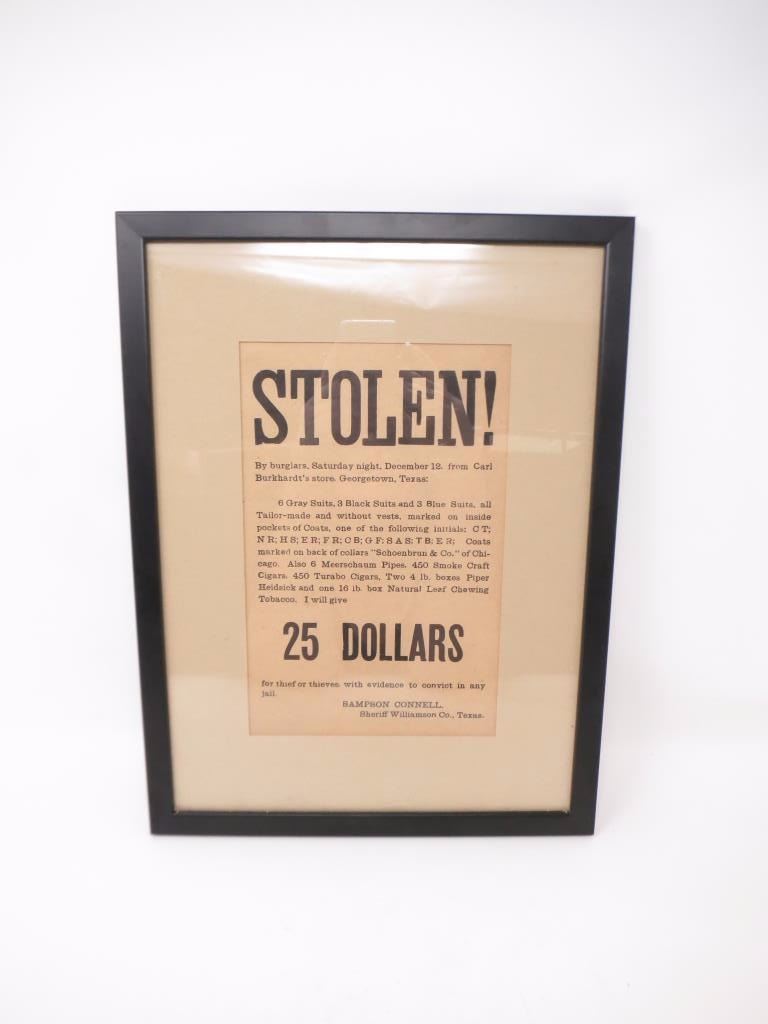 STOLEN!
By burglars, Saturday night, December 12, from Carl
Burkhardt's store, Georgetown, Texas:
6 Gray Suits, 3 Black Suits and 3 Blue Suits, all
Tailor-made and without vests, marked on inside
pockets of Coats, one of the following initials: C T;
N R; H S; E R; F R; C B; G F; S A S; T B; E R; Coats
marked on back of collars "Schoenbrun & Co." of Chi-
cago. Also 6 Meerschaum Pipes, 450 Smoke Craft
Cigars, 450 Turabo Cigars, Two 4 lb. boxes Piper
Heidsick and one 16 lb. box Natural Leaf Chewing
Tobacco. I will give
25 DOLLARS
for thief or thieves with evidence to convict in any
jail.
SAMPSON CONNELL,
Sheriff Williamson Co., Texas.